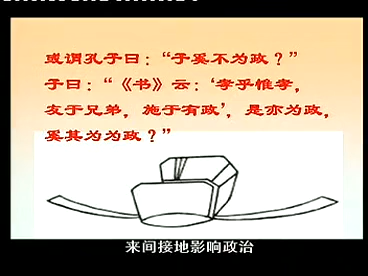 或谓孔子曰：“子奚不为政？”
子曰：“《书》云：‘孝乎惟孝，
友于兄弟，施于有政’，是亦为政，
奚其为为政？”
来间接地影响政治